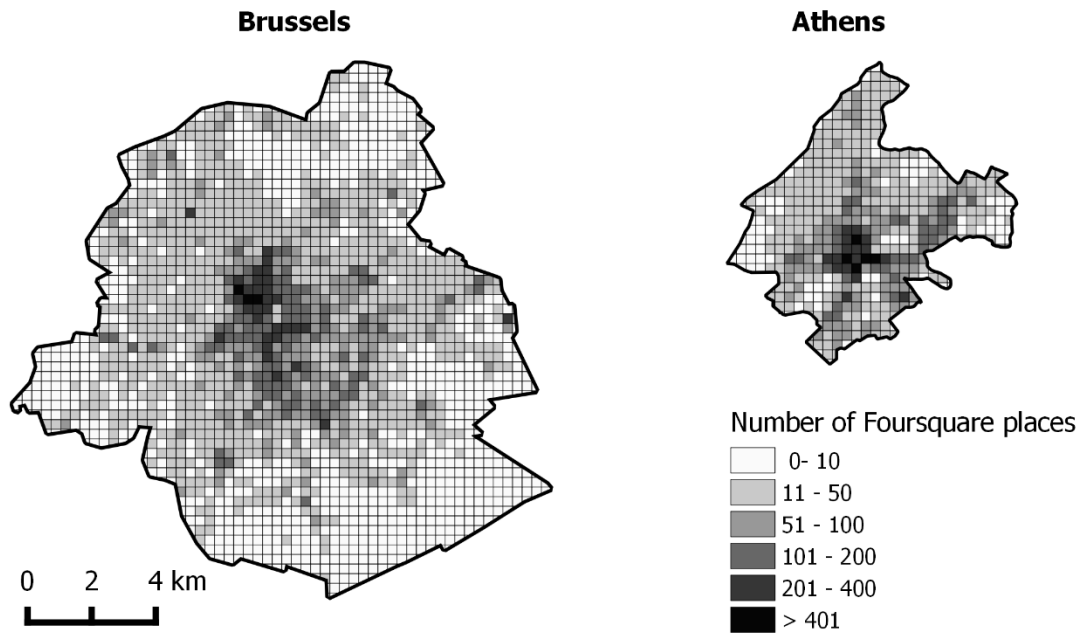 Brussels
Athens
Number of Foursquare places
0- 10
11 - 50
51 - 100
101 - 200
201 - 400
> 401
0 2 4 km